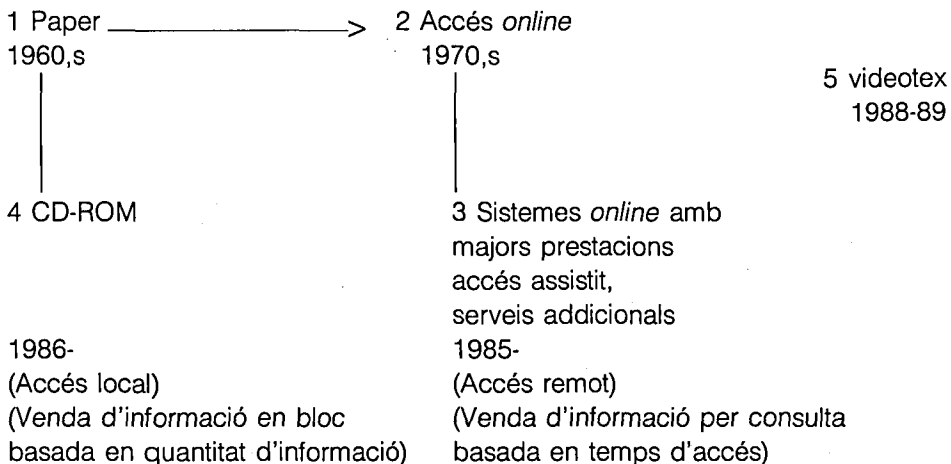 1 Paper
2 Accés online
1960,s
1970,s
5 videotex
1988-89
4 CD-ROM
3 Sistemes online amb
majors prestacions
accés assistit,
serveis addicionals
1986-
1985-
(Accés local)
(Accés remot)
(Venda d'informació en bloc
(Venda d'informació per consulta
basada en quantitat d'informació)
basada en temps d'accés)